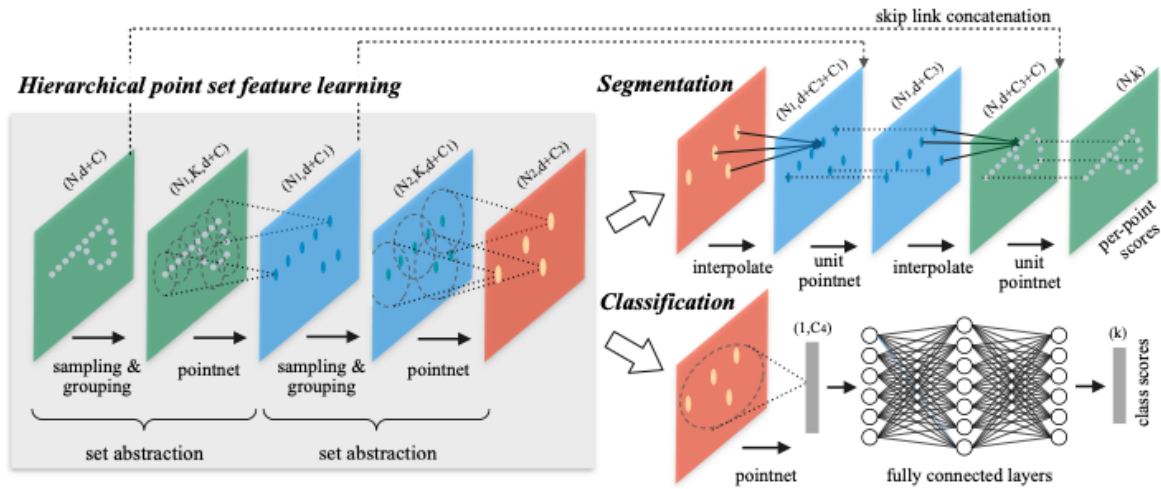 skip link concatenation
Hierarchical point set feature learning
(N,d+C)
(N1,K,d+C)
(N1,d+C1)
(N2,K,d+C1)
(N2,d+C2)
sampling &
grouping
pointnet
sampling &
grouping
pointnet
set abstraction
set abstraction
Segmentation
(N1,d+C2+C1)
(N1,d+C3)
(N,d+C3+C)
(N,k)
interpolate
unit
pointnet
interpolate
unit
pointnet
per-point
scores
Classification
(1,C4)
(k)
pointnet
fully connected layers
class scores